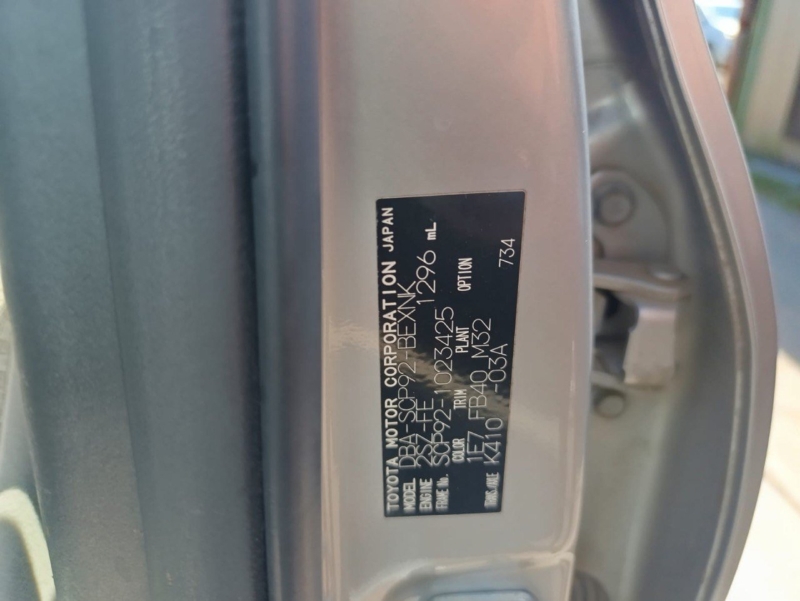 TOYOTA MOTOR CORPORATION JAPAN
MODEL DBA-SCP92-BEXNK
ENGINE 2SZ-FE 1296 mL
FRAME No. SCP92-1023425
COLOR TRIM PLANT OPTION
1E7 FB40 M32
TRANS./AXLE K410 -03A 734